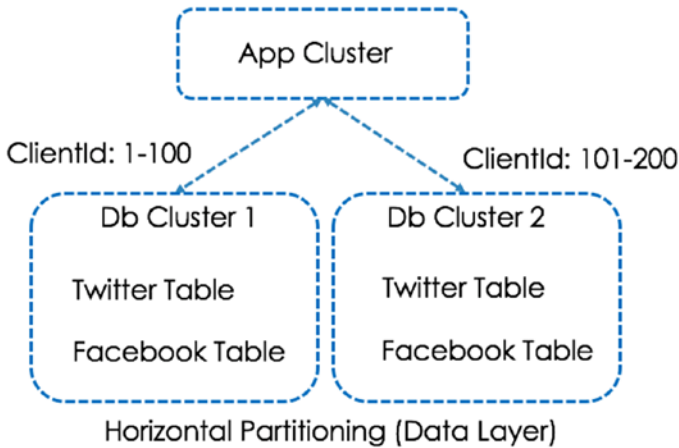 App Cluster
ClientId: 1-100
ClientId: 101-200
Db Cluster 1
Db Cluster 2
Twitter Table
Twitter Table
Facebook Table
Facebook Table
Horizontal Partitioning (Data Layer)